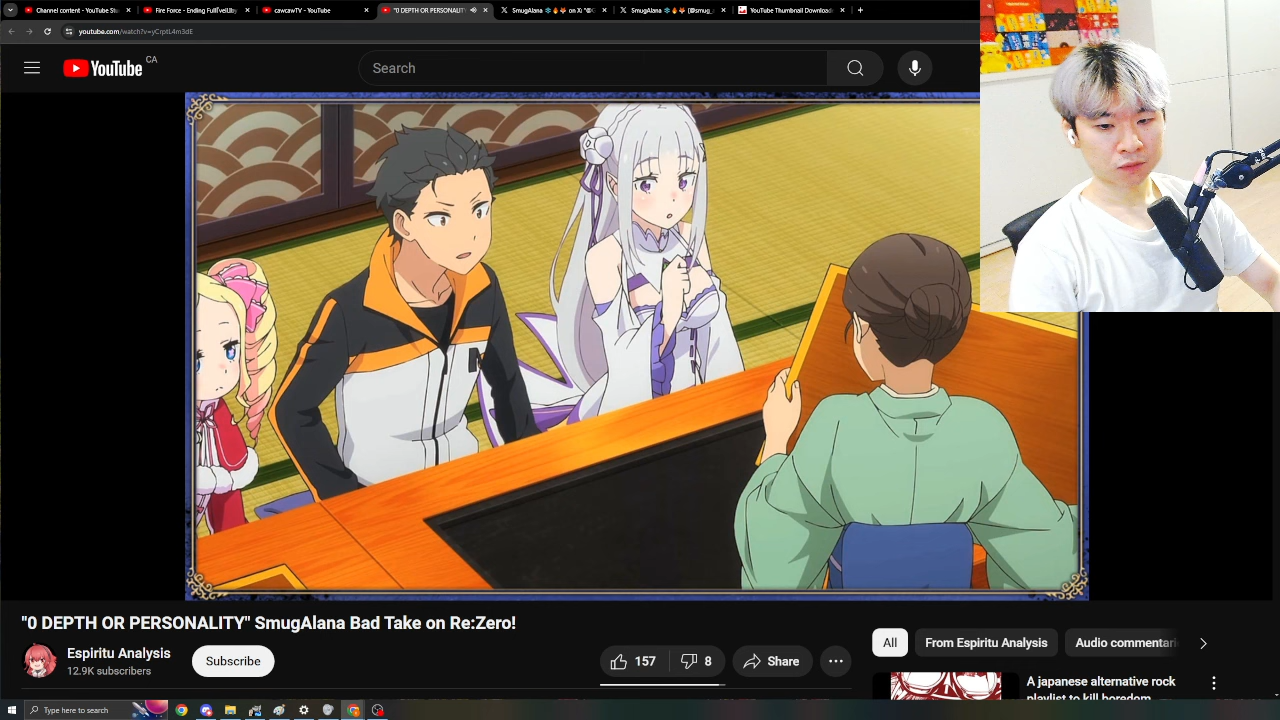 Channel content - YouTube Stu
Fire Force - Ending Full
cawcawTV - YouTube
"0 DEPTH OR PERSONALITY
SmugAlana
on X: "@
SmugAlana
(@smug_
YouTube Thumbnail Download
youtube.com/watch?v=yCrptL4m3dE
YouTube CA
Search
"0 DEPTH OR PERSONALITY" SmugAlana Bad Take on Re:Zero!
Espiritu Analysis
12.9K subscribers
Subscribe
157
8
Share
All
From Espiritu Analysis
Audio commentari
A japanese alternative rock
playlist to kill boredom
Type here to search